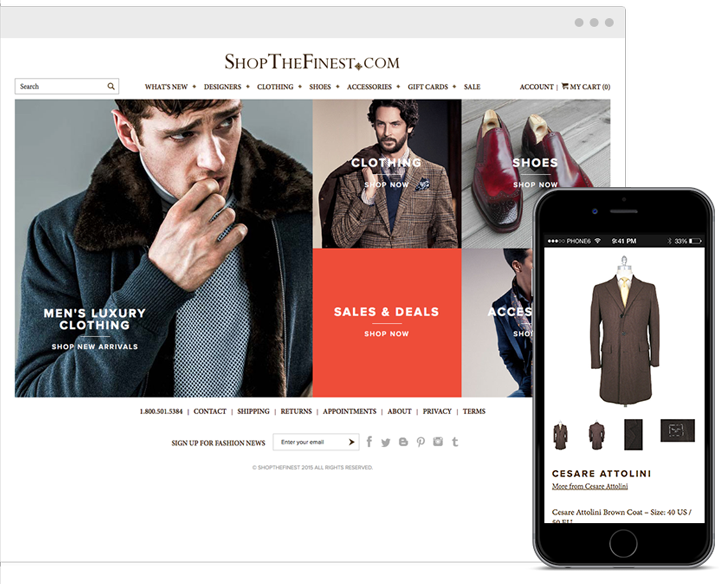 SHOPTHEFINEST.COM
Search
WHAT'S NEW
DESIGNERS
CLOTHING
SHOES
ACCESSORIES
GIFT CARDS
SALE
ACCOUNT | MY CART (0)
MEN'S LUXURY
CLOTHING
SHOP NEW ARRIVALS
CLOTHING
SHOP NOW
SHOES
SHOP NOW
SALES & DEALS
SHOP NOW
ACCES
SHO
1.800.501.5384 | CONTACT | SHIPPING | RETURNS | APPOINTMENTS | ABOUT | PRIVACY | TERMS
SIGN UP FOR FASHION NEWS
Enter your email
© SHOPTHEFINEST 2015 ALL RIGHTS RESERVED.
PHONE6 9:41 PM 33%
CESARE ATTOLINI
More from Cesare Attolini
Cesare Attolini Brown Coat – Size: 40 US /
50 EU